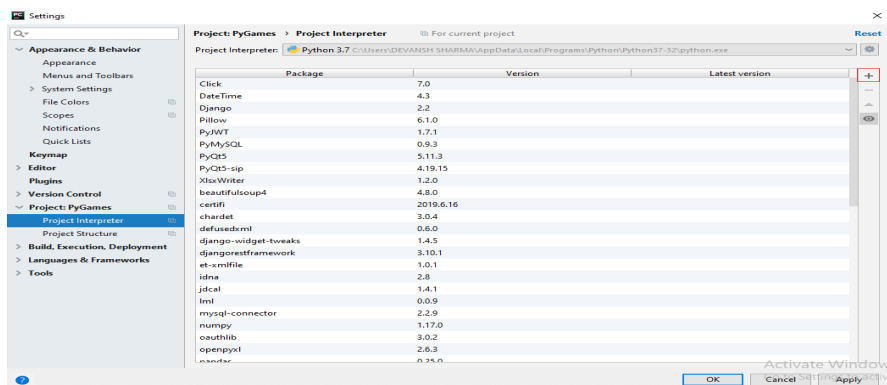 PC Settings
Project: PyGames > Project Interpreter For current project Reset
Project Interpreter: Python 3.7 C:\Users\DEVANSH SHARMA\AppData\Local\Programs\Python\Python37-32\python.exe
Appearance & Behavior
Appearance
Menus and Toolbars
System Settings
File Colors
Scopes
Notifications
Quick Lists
Keymap
Editor
Plugins
Version Control
Project: PyGames
Project Interpreter
Project Structure
Build, Execution, Deployment
Languages & Frameworks
Tools
Package Version Latest version
Click 7.0
DateTime 4.3
Django 2.2
Pillow 6.1.0
PyJWT 1.7.1
PyMySQL 0.9.3
PyQt5 5.11.3
PyQt5-sip 4.19.15
XlsxWriter 1.2.0
beautifulsoup4 4.8.0
certifi 2019.6.16
chardet 3.0.4
defusedxml 0.6.0
django-widget-tweaks 1.4.5
djangorestframework 3.10.1
et-xmlfile 1.0.1
idna 2.8
jdcal 1.4.1
lml 0.0.9
mysql-connector 2.2.9
numpy 1.17.0
oauthlib 3.0.2
openpyxl 2.6.3
pandas 0.25.0
Activate Window
OK Cancel Apply